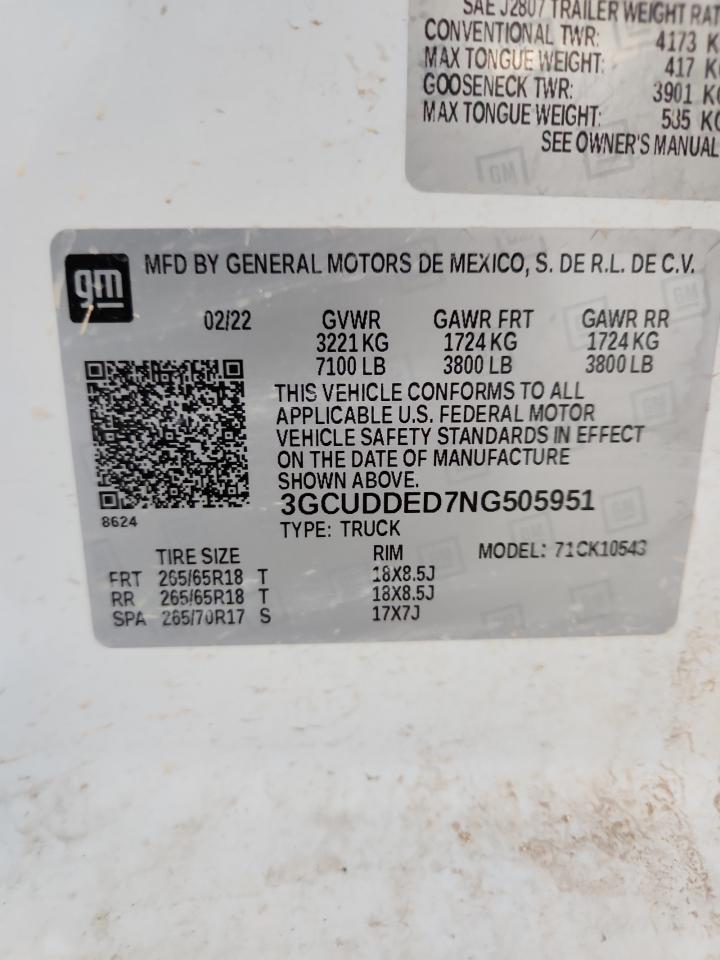 SAE J2807 TRAILER WEIGHT RAT
CONVENTIONAL TWR: 4173 K
MAX TONGUE WEIGHT: 417 KG
GOOSENECK TWR: 3901 KG
MAX TONGUE WEIGHT: 585 KG
SEE OWNER'S MANUAL
GM
gm
MFD BY GENERAL MOTORS DE MEXICO, S. DE R.L. DE C.V.
02/22 GVWR GAWR FRT GAWR RR
3221 KG 1724 KG 1724 KG
7100 LB 3800 LB 3800 LB
THIS VEHICLE CONFORMS TO ALL
APPLICABLE U.S. FEDERAL MOTOR
VEHICLE SAFETY STANDARDS IN EFFECT
ON THE DATE OF MANUFACTURE
SHOWN ABOVE.
3GCUDDED7NG505951
8624
TYPE: TRUCK
TIRE SIZE RIM MODEL: 71CK10543
FRT 265/65R18 T 18X8.5J
RR 265/65R18 T 18X8.5J
SPA 265/70R17 S 17X7J